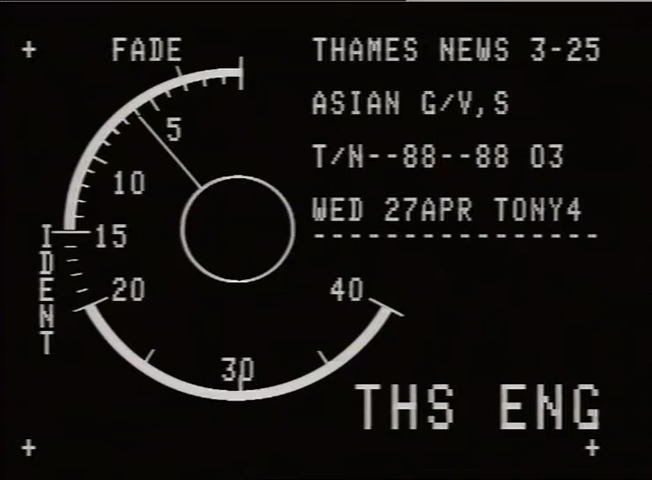 FADE
THAMES NEWS 3-25
ASIAN G/V,S
T/N--88--88 03
WED 27APR TONY4
----------------
5
10
15
20
30
40
IDENT
THS ENG